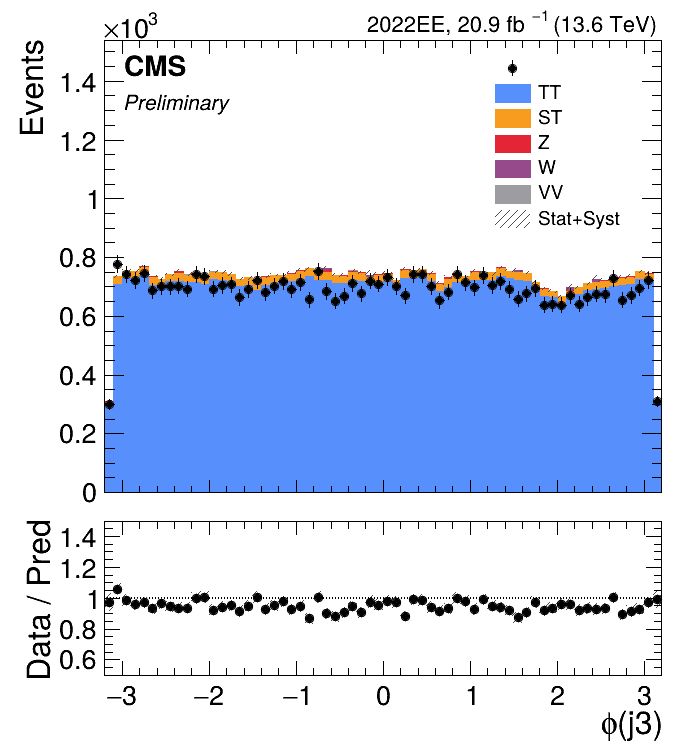 ×10³
2022EE, 20.9 fb ⁻¹ (13.6 TeV)
Events
CMS
Preliminary
TT
ST
Z
W
VV
Stat+Syst
1.4
1.2
1
0.8
0.6
0.4
0.2
0
Data / Pred
1.4
1.2
1
0.8
0.6
−3 −2 −1 0 1 2 3
ϕ(j3)